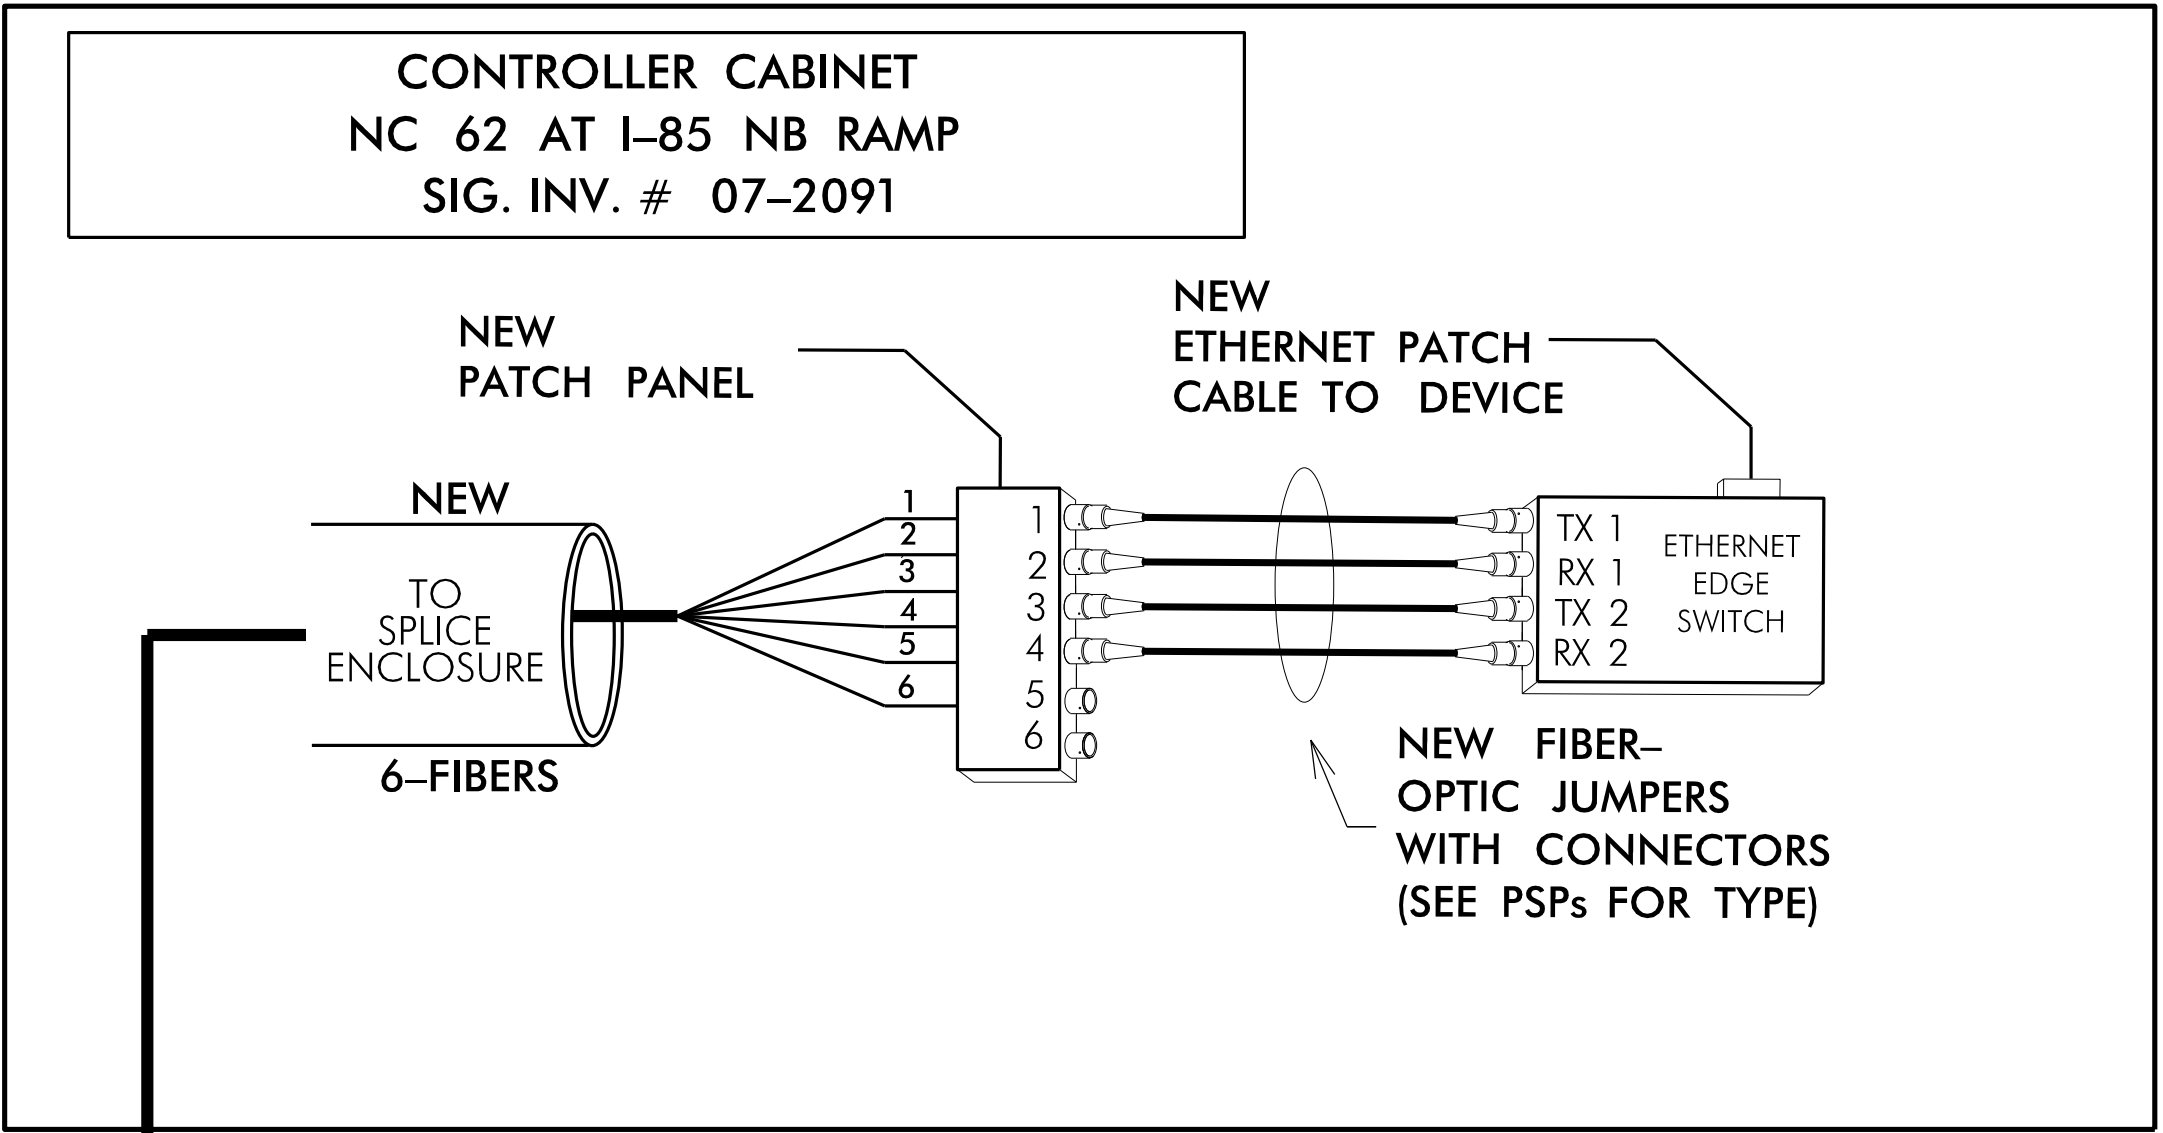 CONTROLLER CABINET
NC 62 AT I–85 NB RAMP
SIG. INV. # 07–2091
NEW
PATCH PANEL
NEW
ETHERNET PATCH
CABLE TO DEVICE
NEW
TO
SPLICE
ENCLOSURE
6–FIBERS
1
2
3
4
5
6
1
2
3
4
5
6
TX 1
RX 1
TX 2
RX 2
ETHERNET
EDGE
SWITCH
NEW FIBER–
OPTIC JUMPERS
WITH CONNECTORS
(SEE PSPs FOR TYPE)